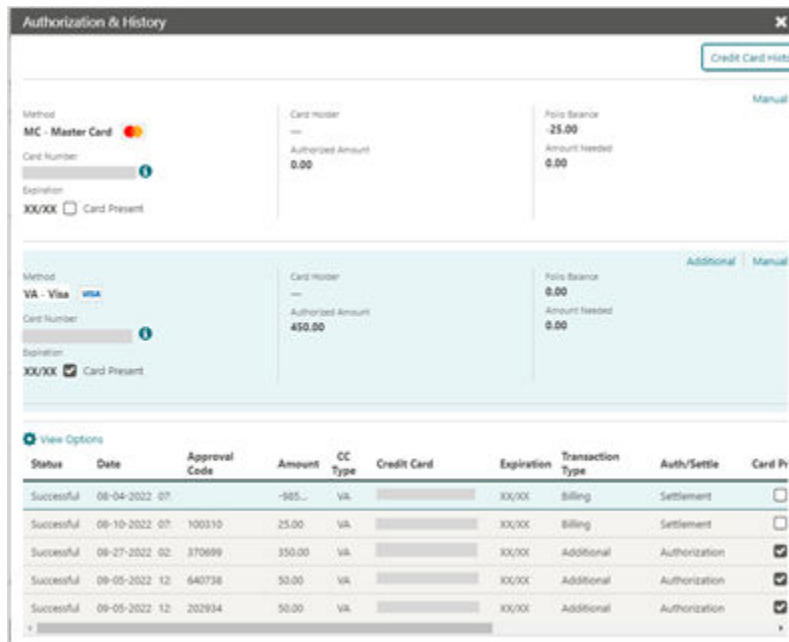 Authorization & History
Credit Card Histo
Manual
Method Card Holder Folio Balance
MC - Master Card — -25.00
Card Number Authorized Amount Amount Needed
0.00 0.00
Expiration
XX/XX Card Present
Additional Manual
Method Card Holder Folio Balance
VA - Visa VISA — 0.00
Card Number Authorized Amount Amount Needed
450.00 0.00
Expiration
XX/XX Card Present
View Options
Status Date Approval Code Amount CC Type Credit Card Expiration Transaction Type Auth/Settle Card Pr
Successful 08-04-2022 07: -985... VA XX/XX Billing Settlement
Successful 08-10-2022 07: 100310 25.00 VA XX/XX Billing Settlement
Successful 08-27-2022 02: 370699 350.00 VA XX/XX Additional Authorization
Successful 09-05-2022 12: 640738 50.00 VA XX/XX Additional Authorization
Successful 09-05-2022 12: 202934 50.00 VA XX/XX Additional Authorization